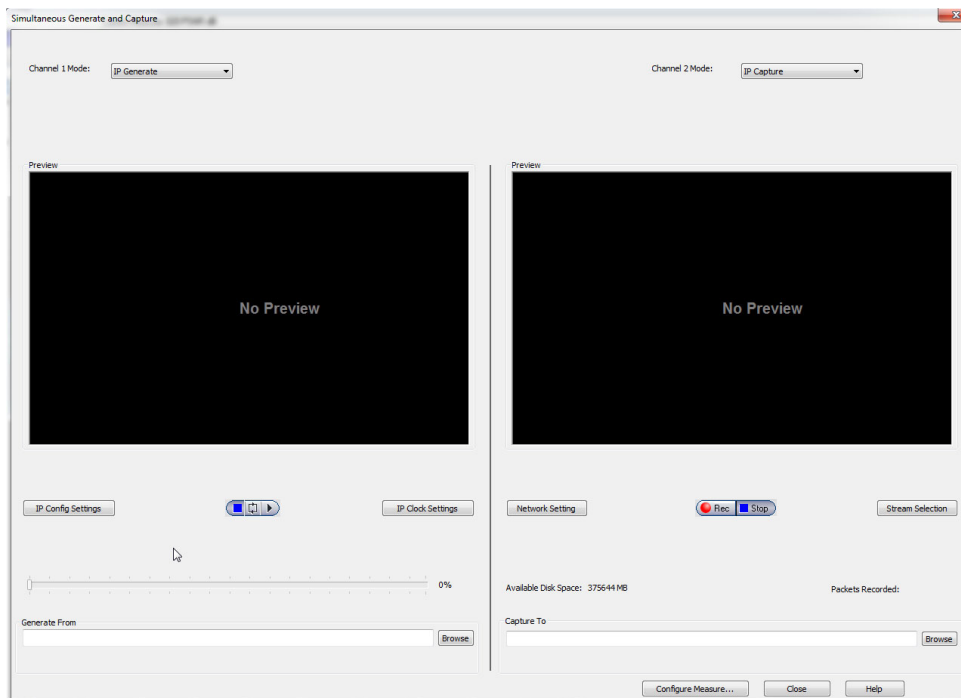 Simultaneous Generate and Capture
Channel 1 Mode: IP Generate
Channel 2 Mode: IP Capture
Preview
Preview
No Preview
No Preview
IP Config Settings
IP Clock Settings
Network Setting
Rec
Stop
Stream Selection
0%
Available Disk Space: 375644 MB
Packets Recorded:
Generate From
Browse
Capture To
Browse
Configure Measure...
Close
Help